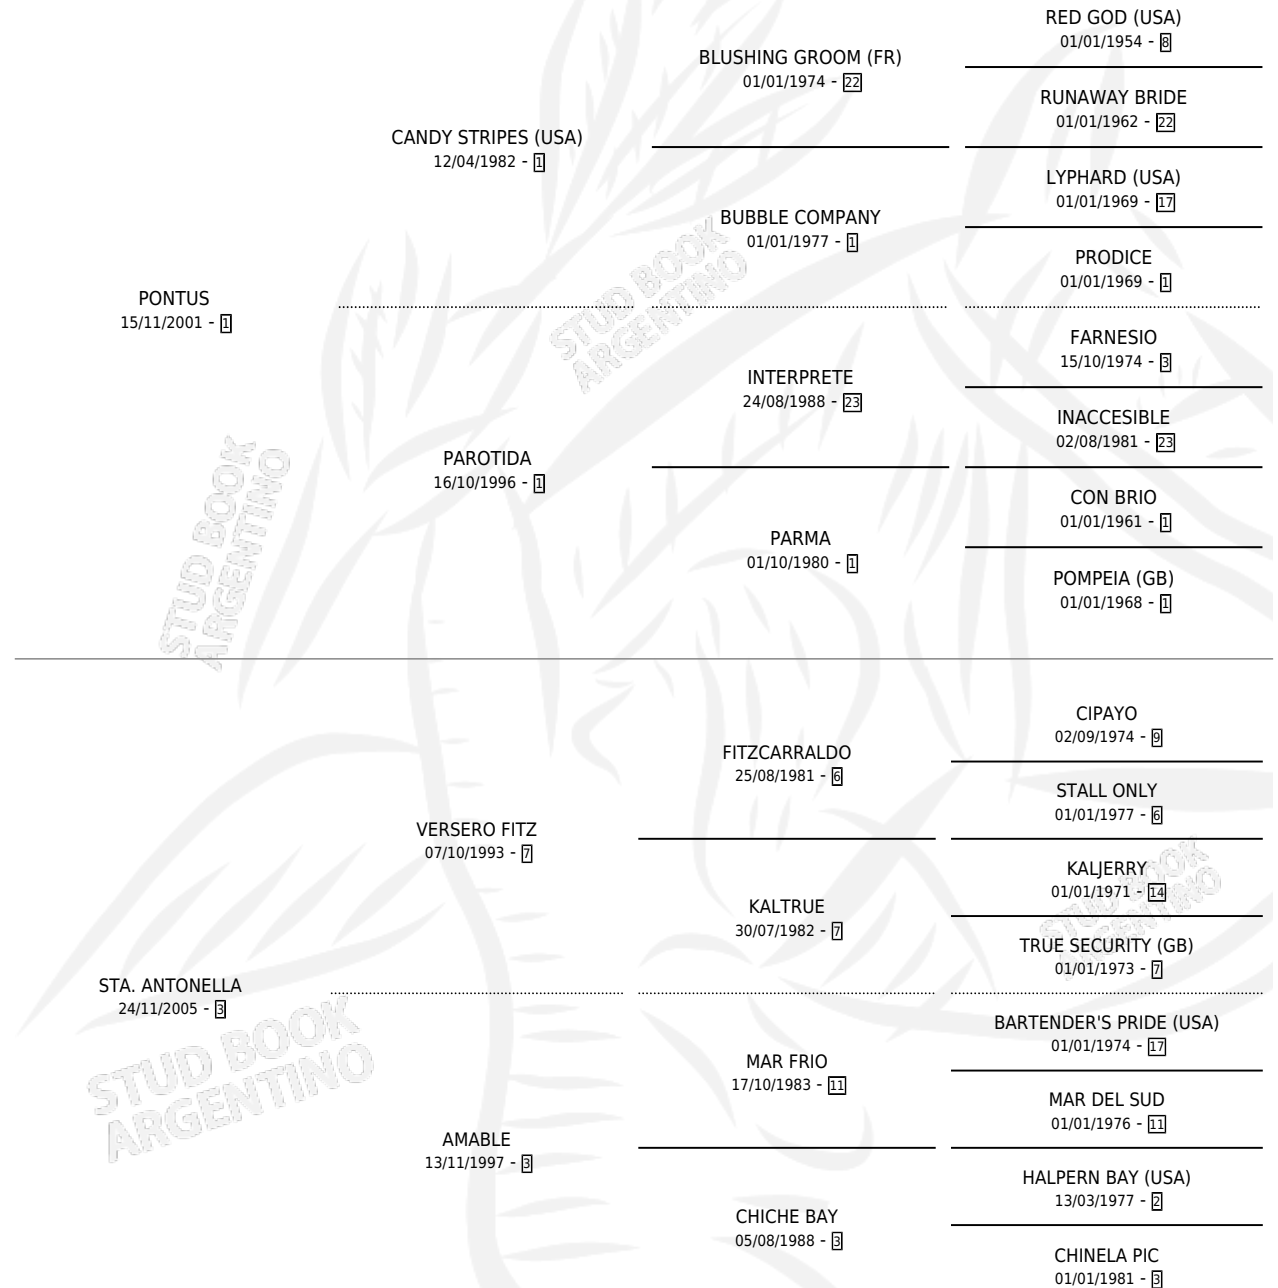 RED GOD (USA)
01/01/1954 - 8
BLUSHING GROOM (FR)
01/01/1974 - 22
RUNAWAY BRIDE
01/01/1962 - 22
CANDY STRIPES (USA)
12/04/1982 - 1
LYPHARD (USA)
01/01/1969 - 17
BUBBLE COMPANY
01/01/1977 - 1
PRODICE
01/01/1969 - 1
PONTUS
15/11/2001 - 1
STUD BOOK
ARGENTINO
FARNESIO
15/10/1974 - 3
INTERPRETE
24/08/1988 - 23
INACCESIBLE
02/08/1981 - 23
PAROTIDA
16/10/1996 - 1
CON BRIO
01/01/1961 - 1
PARMA
01/10/1980 - 1
POMPEIA (GB)
01/01/1968 - 1
STUD BOOK
ARGENTINO
CIPAYO
02/09/1974 - 9
FITZCARRALDO
25/08/1981 - 6
STALL ONLY
01/01/1977 - 6
VERSERO FITZ
07/10/1993 - 7
KALJERRY
01/01/1971 - 14
KALTRUE
30/07/1982 - 7
STUD BOOK
ARGENTINO
TRUE SECURITY (GB)
01/01/1973 - 7
STA. ANTONELLA
24/11/2005 - 3
BARTENDER'S PRIDE (USA)
01/01/1974 - 17
MAR FRIO
17/10/1983 - 11
STUD BOOK
ARGENTINO
MAR DEL SUD
01/01/1976 - 11
AMABLE
13/11/1997 - 3
HALPERN BAY (USA)
13/03/1977 - 2
CHICHE BAY
05/08/1988 - 3
CHINELA PIC
01/01/1981 - 3